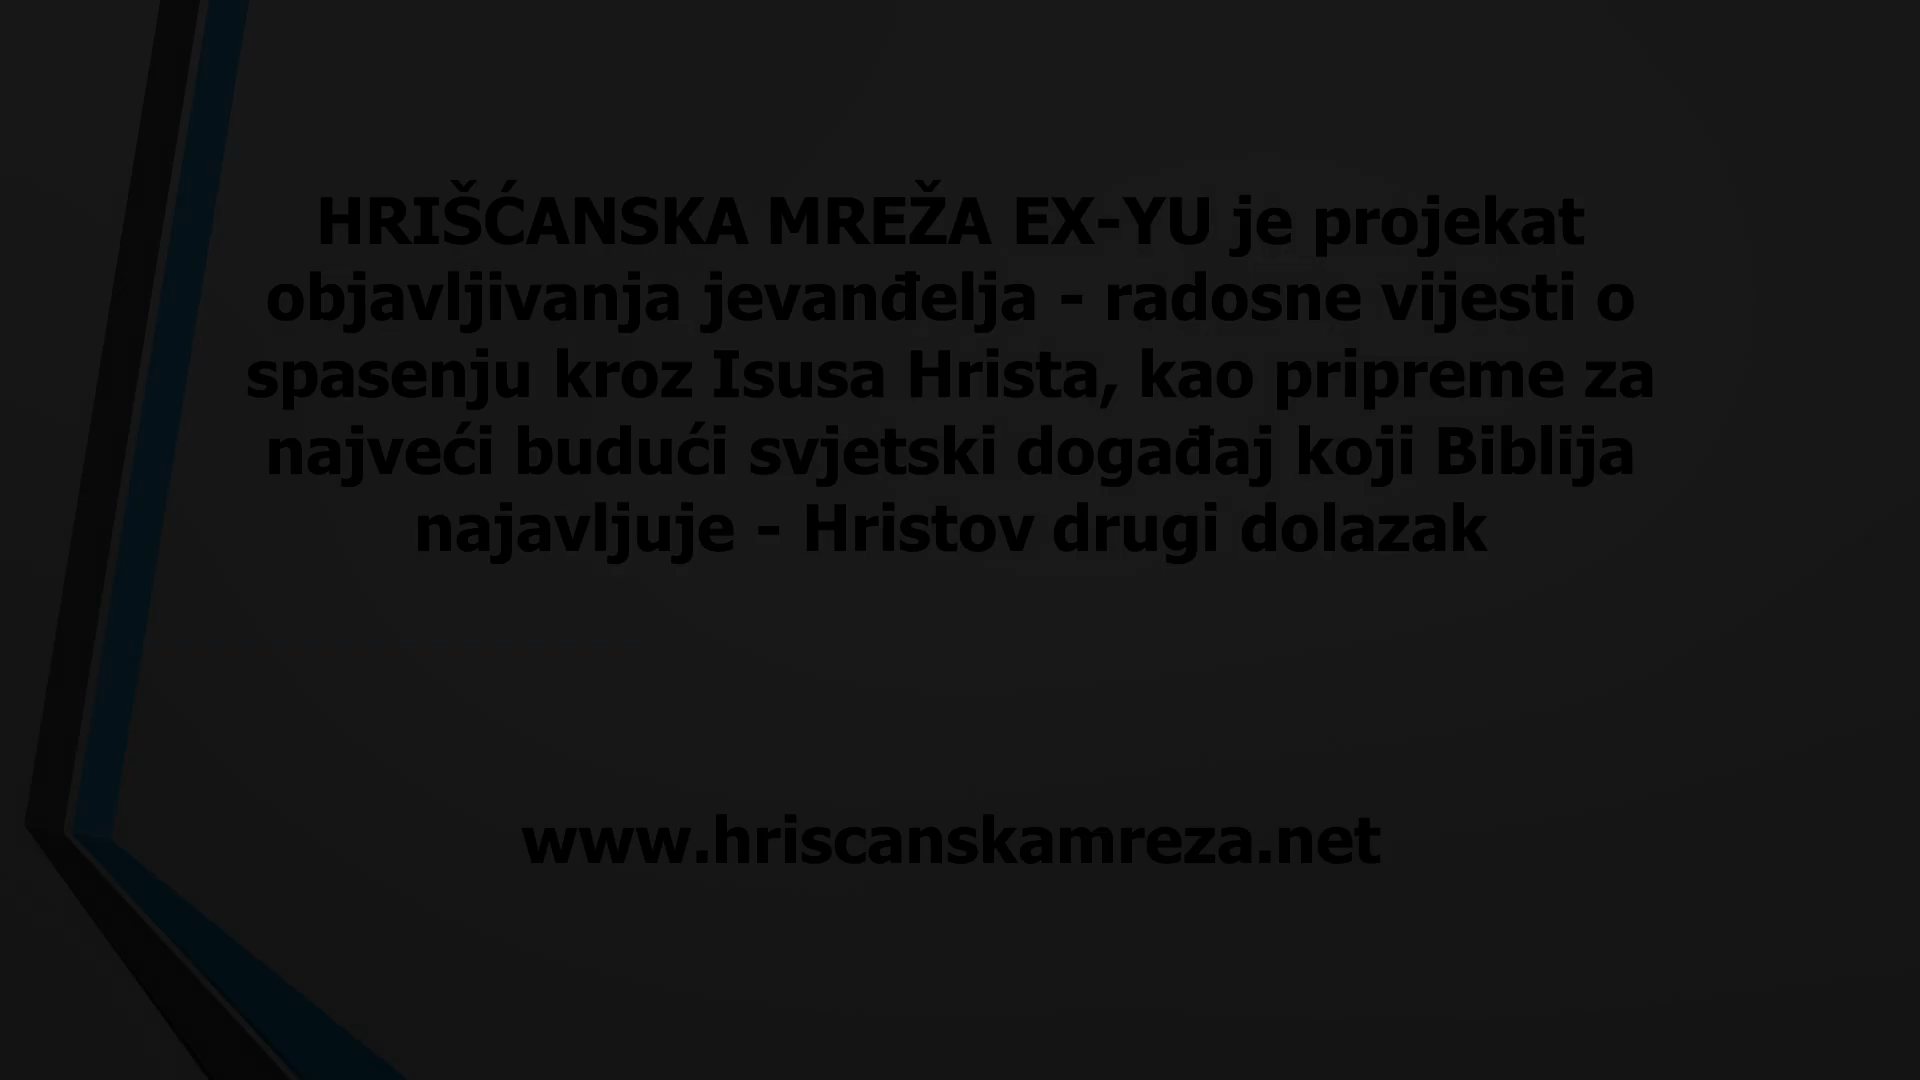 HRIŠĆANSKA MREŽA EX-YU je projekat
objavljivanja jevanđelja - radosne vijesti o
spasenju kroz Isusa Hrista, kao pripreme za
najveći budući svjetski događaj koji Biblija
najavljuje - Hristov drugi dolazak
www.hriscanskamreza.net